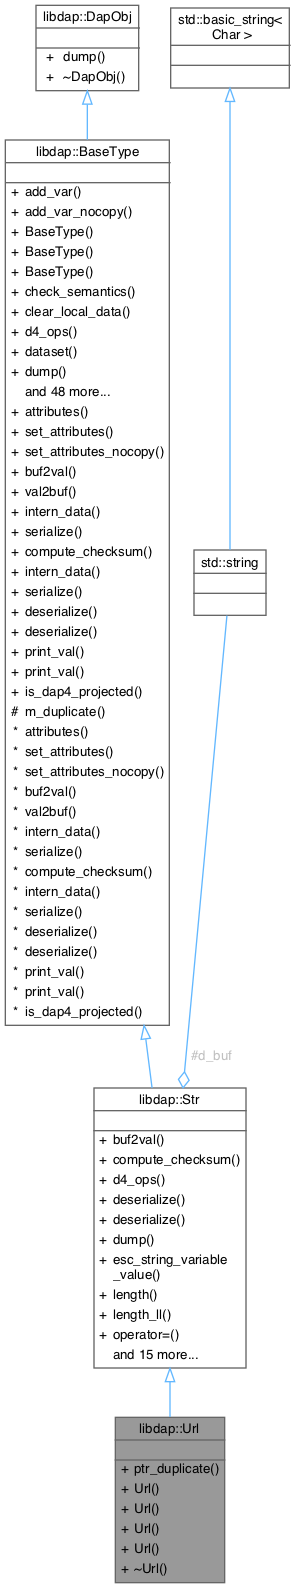 libdap::DapObj
+ dump()
+ ~DapObj()
std::basic_string<
Char >
libdap::BaseType
+ add_var()
+ add_var_nocopy()
+ BaseType()
+ BaseType()
+ BaseType()
+ check_semantics()
+ clear_local_data()
+ d4_ops()
+ dataset()
+ dump()
and 48 more...
+ attributes()
+ set_attributes()
+ set_attributes_nocopy()
+ buf2val()
+ val2buf()
+ intern_data()
+ serialize()
+ compute_checksum()
+ intern_data()
+ serialize()
+ deserialize()
+ deserialize()
+ print_val()
+ print_val()
+ is_dap4_projected()
# m_duplicate()
* attributes()
* set_attributes()
* set_attributes_nocopy()
* buf2val()
* val2buf()
* intern_data()
* serialize()
* compute_checksum()
* intern_data()
* serialize()
* deserialize()
* deserialize()
* print_val()
* print_val()
* is_dap4_projected()
std::string
#d_buf
libdap::Str
+ buf2val()
+ compute_checksum()
+ d4_ops()
+ deserialize()
+ deserialize()
+ dump()
+ esc_string_variable
_value()
+ length()
+ length_ll()
+ operator=()
and 15 more...
libdap::Url
+ ptr_duplicate()
+ Url()
+ Url()
+ Url()
+ Url()
+ ~Url()